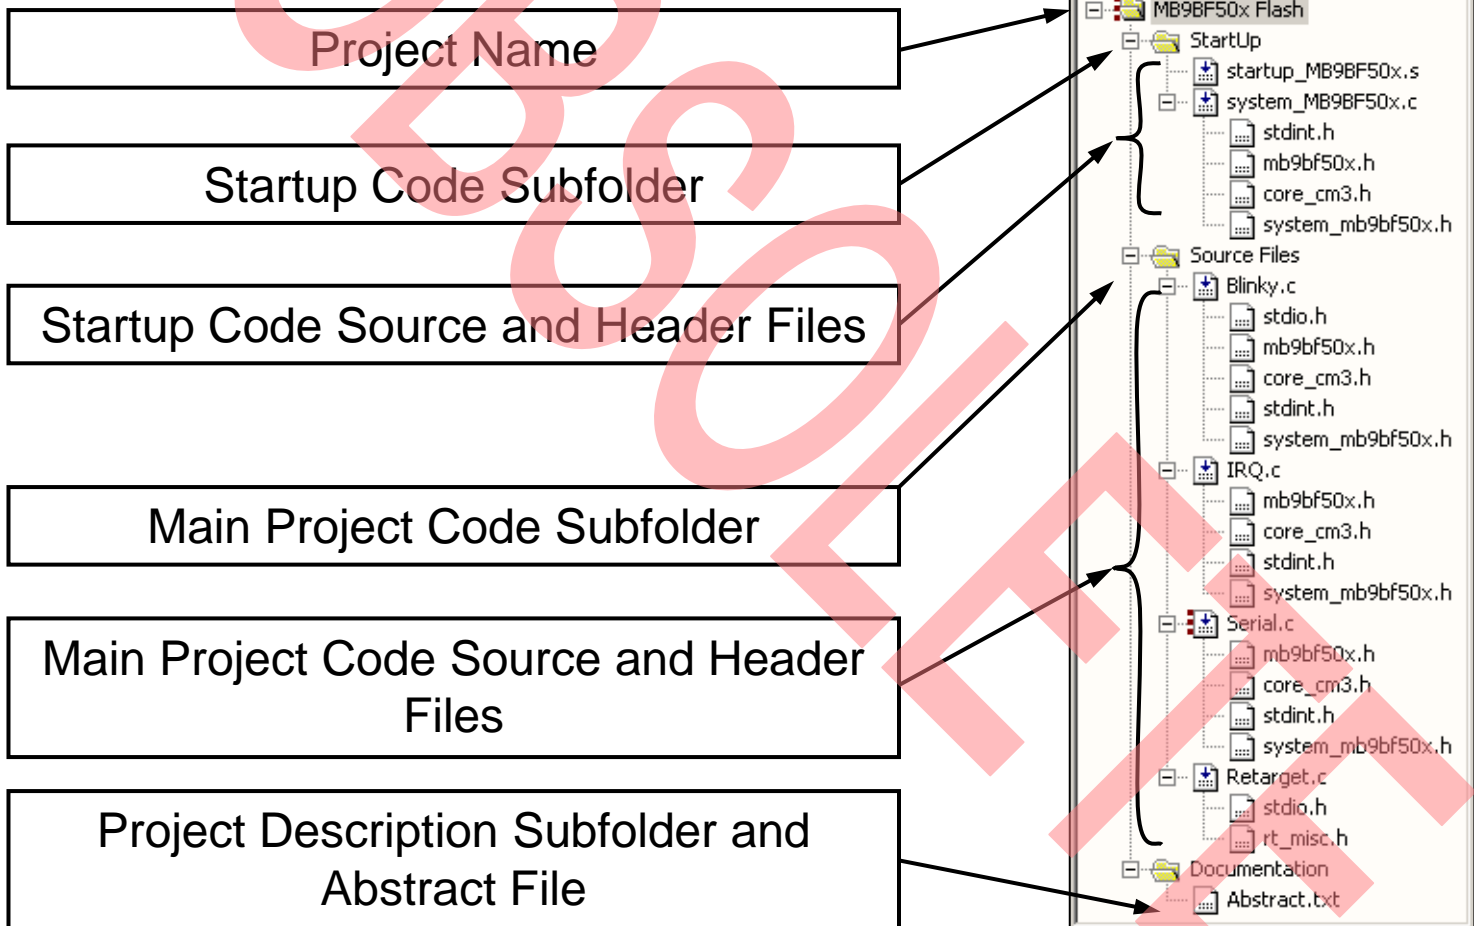 Project Name
Startup Code Subfolder
Startup Code Source and Header Files
Main Project Code Subfolder
Main Project Code Source and Header
Files
Project Description Subfolder and
Abstract File
MB9BF50x Flash
StartUp
startup_MB9BF50x.s
system_MB9BF50x.c
stdint.h
mb9bf50x.h
core_cm3.h
system_mb9bf50x.h
Source Files
Blinky.c
stdio.h
mb9bf50x.h
core_cm3.h
stdint.h
system_mb9bf50x.h
IRQ.c
mb9bf50x.h
core_cm3.h
stdint.h
system_mb9bf50x.h
Serial.c
mb9bf50x.h
core_cm3.h
stdint.h
system_mb9bf50x.h
Retarget.c
stdio.h
rt_misc.h
Documentation
Abstract.txt